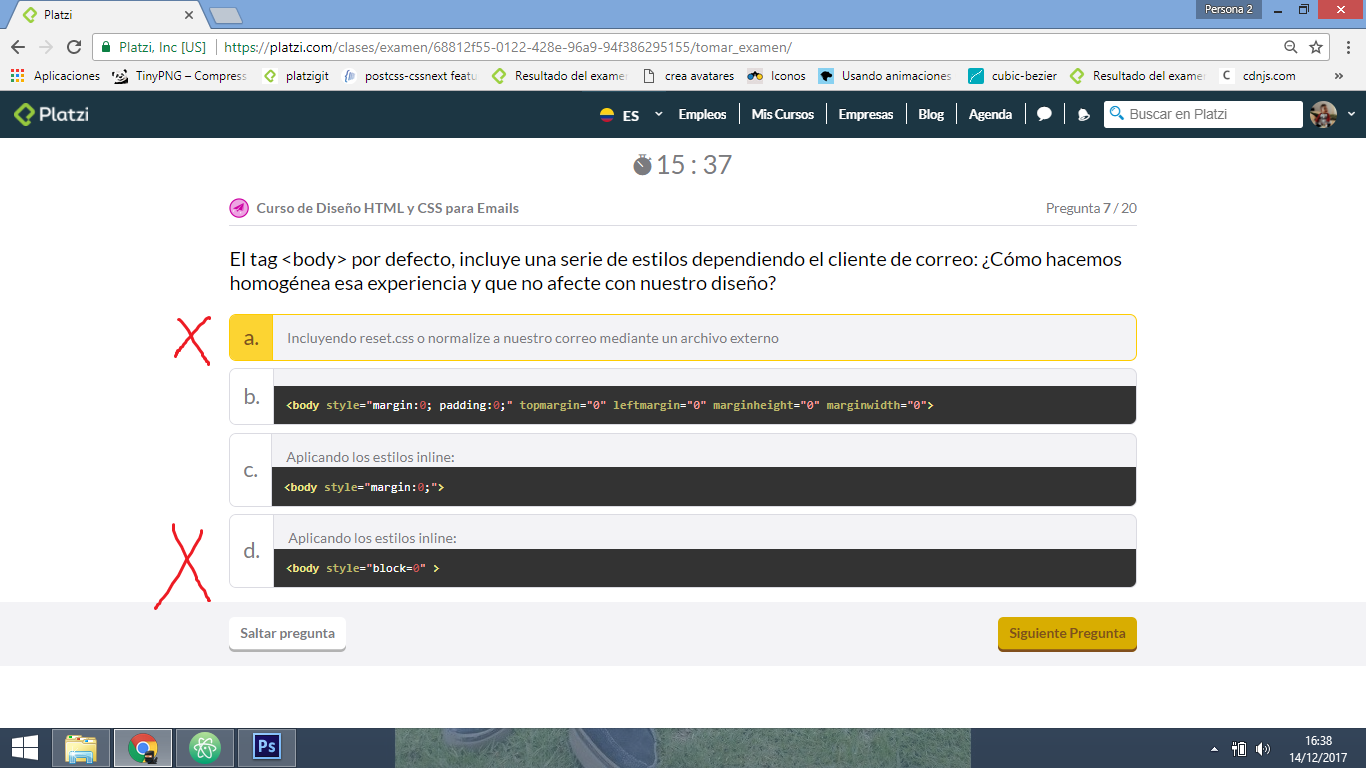 Platzi
Persona 2
Platzi, Inc [US]
https://platzi.com/clases/examen/68812f55-0122-428e-96a9-94f386295155/tomar_examen/
Aplicaciones
TinyPNG – Compress
platzigit
postcss-cssnext featu
Resultado del examen
crea avatares
Iconos
Usando animaciones
cubic-bezier
Resultado del examen
cdnjs.com
»
Platzi
ES
Empleos
Mis Cursos
Empresas
Blog
Agenda
Buscar en Platzi
15 : 37
Curso de Diseño HTML y CSS para Emails
Pregunta 7 / 20
El tag <body> por defecto, incluye una serie de estilos dependiendo el cliente de correo: ¿Cómo hacemos
homogénea esa experiencia y que no afecte con nuestro diseño?
a.
Incluyendo reset.css o normalize a nuestro correo mediante un archivo externo
b.
<body style="margin:0; padding:0;" topmargin="0" leftmargin="0" marginheight="0" marginwidth="0">
c.
Aplicando los estilos inline:
<body style="margin:0;">
d.
Aplicando los estilos inline:
<body style="block=0" >
Saltar pregunta
Siguiente Pregunta
Ps
16:38
14/12/2017